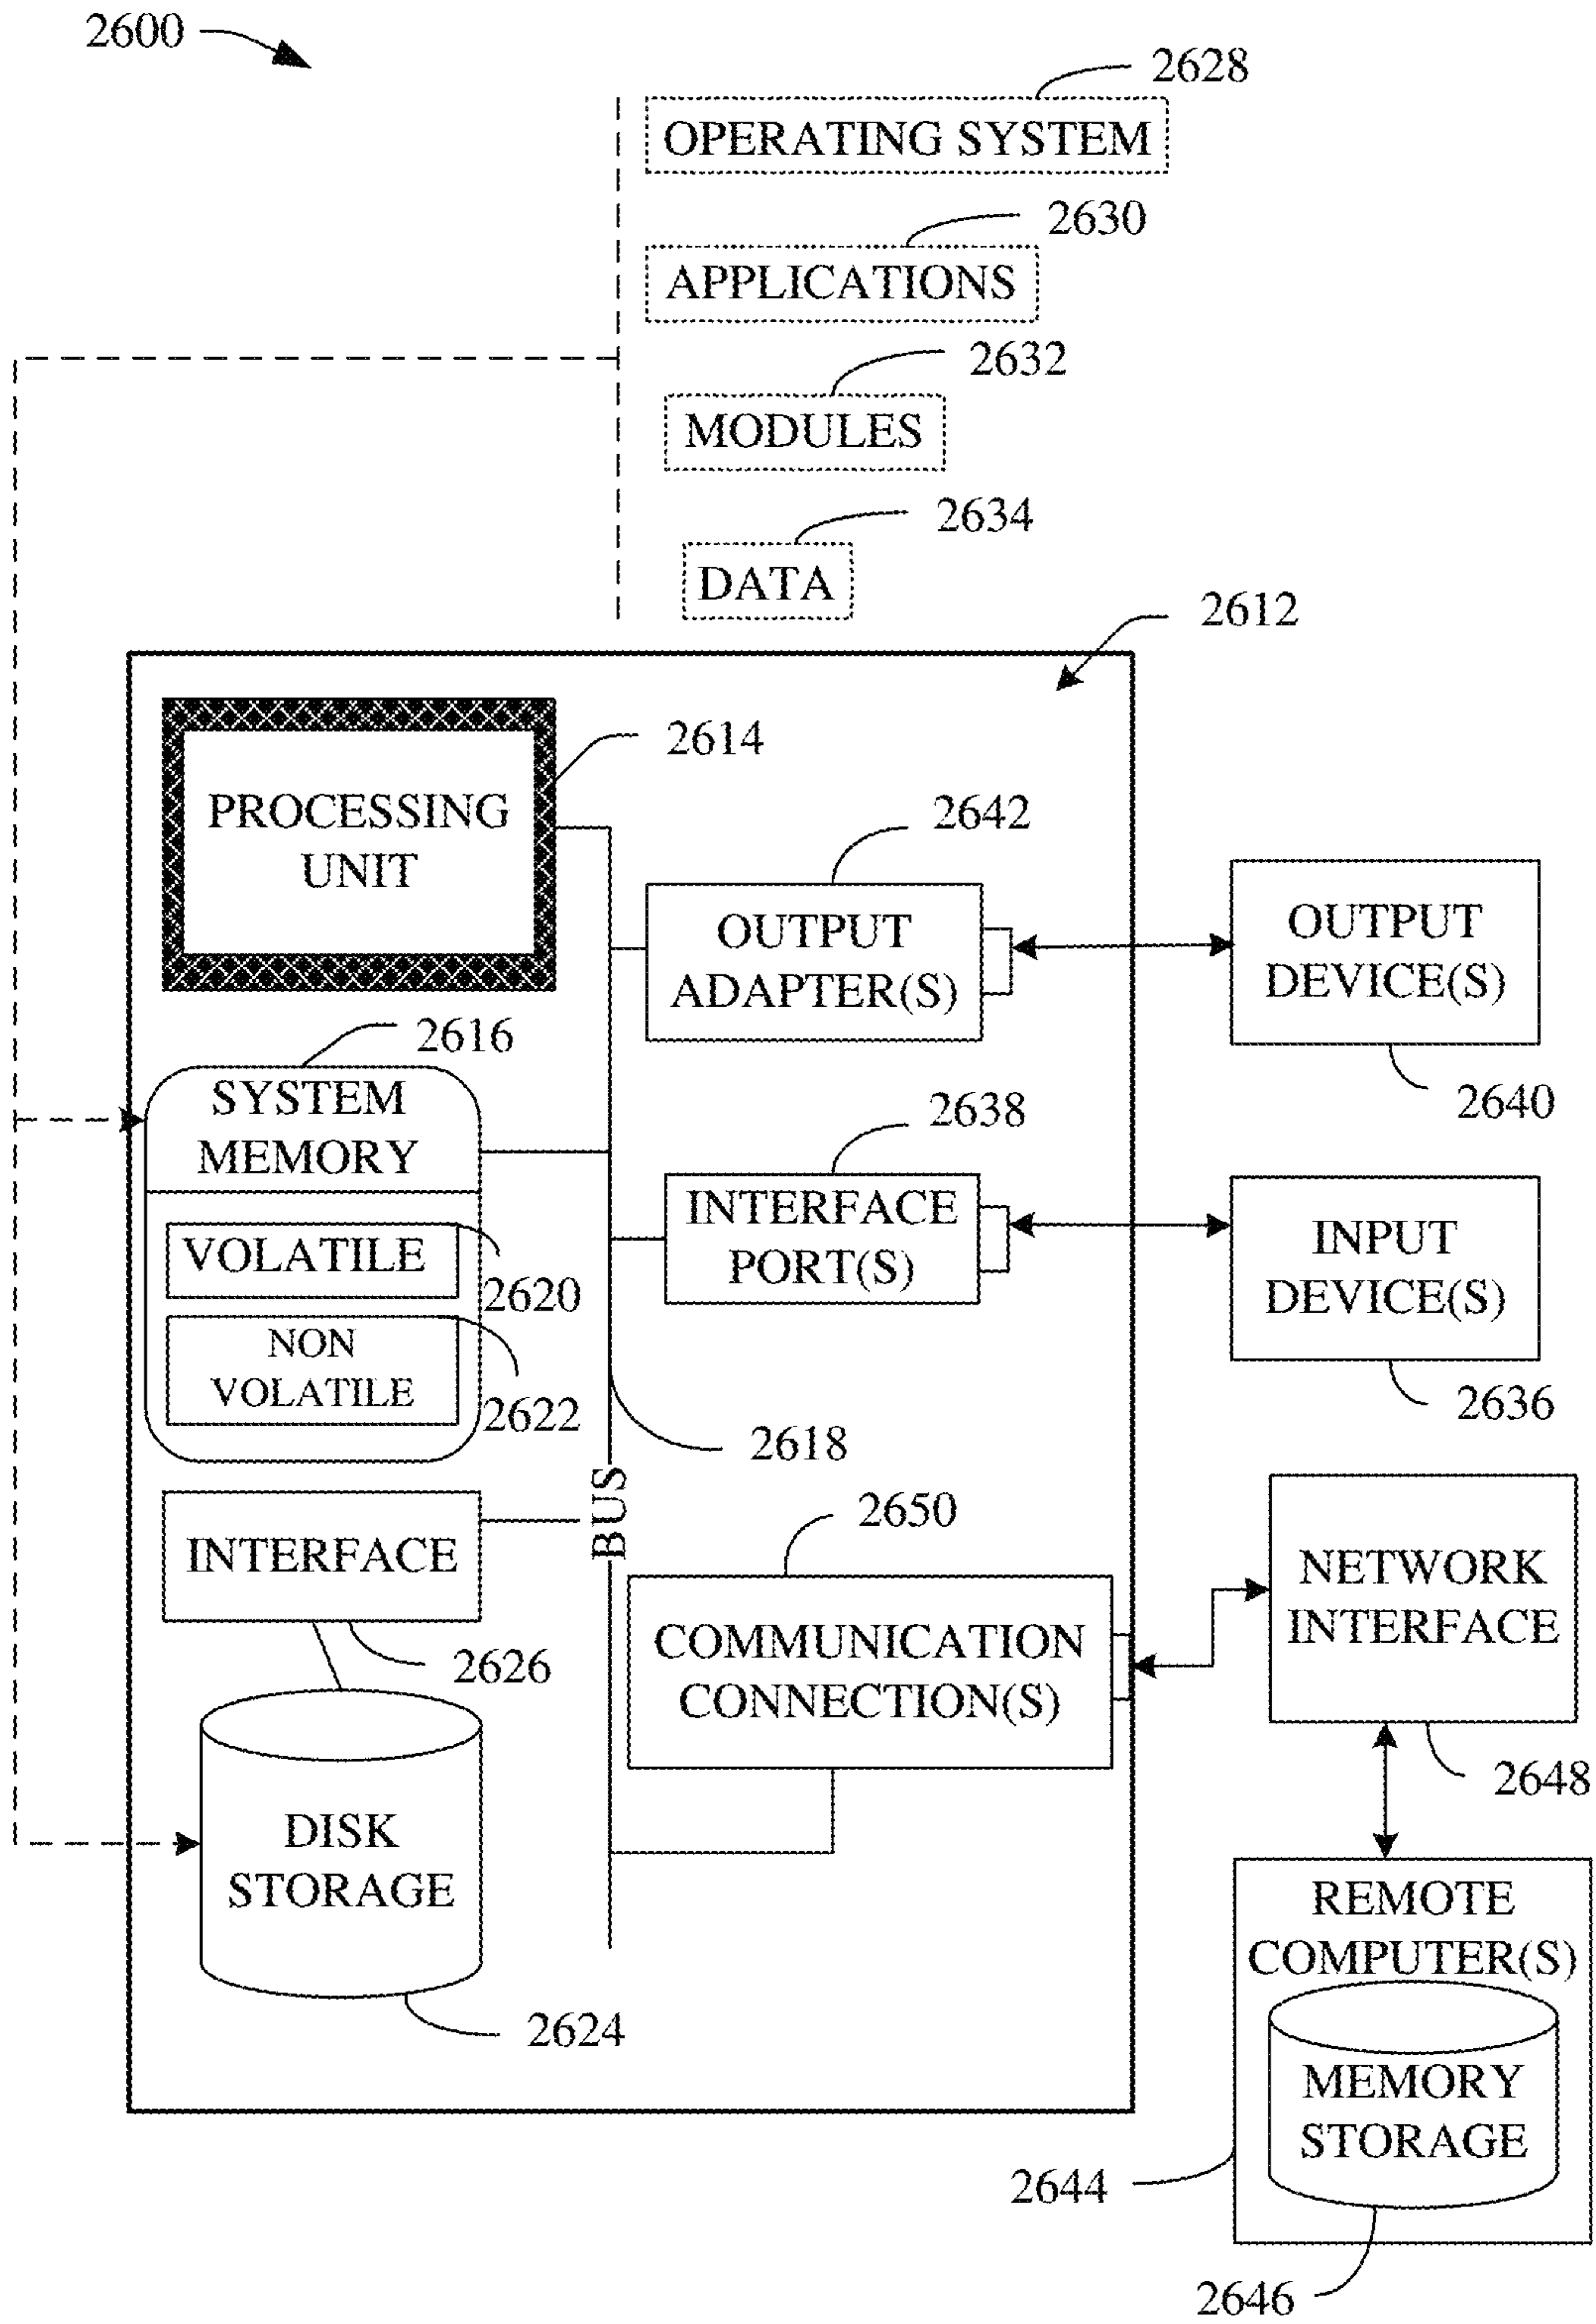 2600
2628
OPERATING SYSTEM
2630
APPLICATIONS
2632
MODULES
2634
DATA
2612
2614
PROCESSING
UNIT
2642
OUTPUT
ADAPTER(S)
OUTPUT
DEVICE(S)
2640
2616
SYSTEM
MEMORY
VOLATILE
2620
NON
VOLATILE
2622
2638
INTERFACE
PORT(S)
INPUT
DEVICE(S)
2636
2618
BUS
INTERFACE
2626
2650
COMMUNICATION
CONNECTION(S)
NETWORK
INTERFACE
2648
DISK
STORAGE
2624
REMOTE
COMPUTER(S)
MEMORY
STORAGE
2644
2646